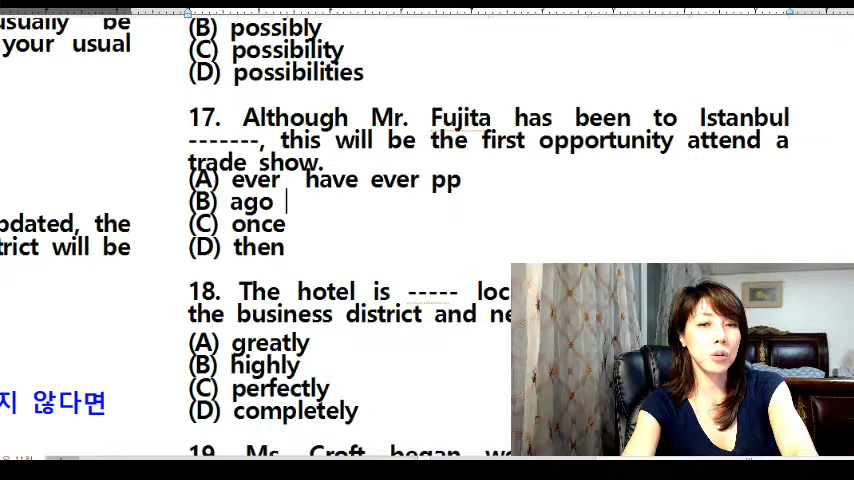 usually be
your usual
pdated, the
trict will be
지 않다면
(B) possibly
(C) possibility
(D) possibilities
17. Although Mr. Fujita has been to Istanbul
-------, this will be the first opportunity attend a
trade show.
(A) ever have ever pp
(B) ago
(C) once
(D) then
18. The hotel is ----- loc
the business district and ne
(A) greatly
(B) highly
(C) perfectly
(D) completely
19. Ms. Croft began wo